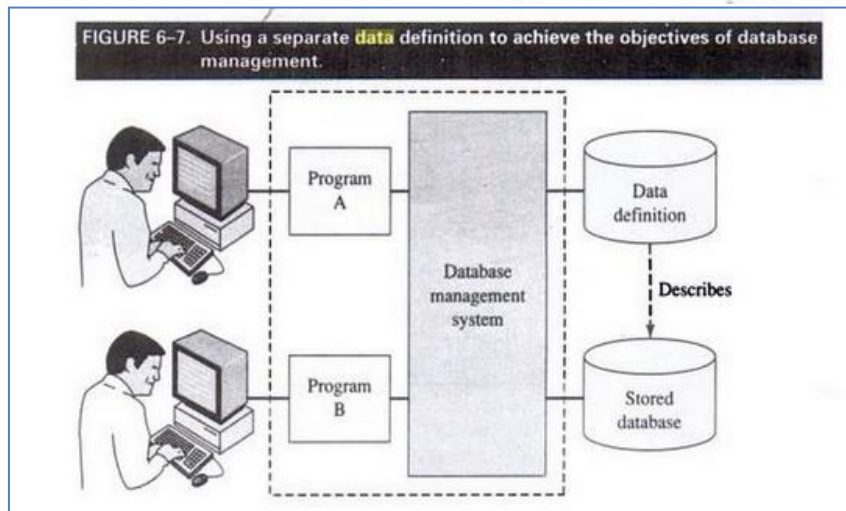 FIGURE 6–7. Using a separate data definition to achieve the objectives of database
management.
Program
A
Data
definition
Database
management
system
Describes
Program
B
Stored
database